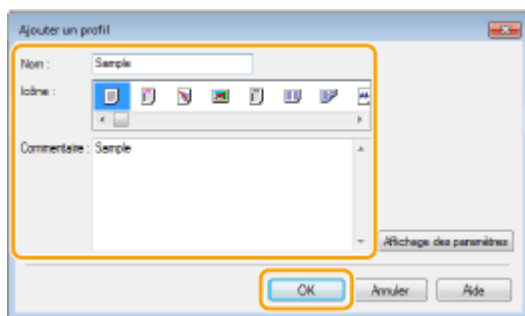 Ajouter un profil
Nom : Sample
Icône :
Commentaire : Sample
Affichage des paramètres
OK Annuler Aide